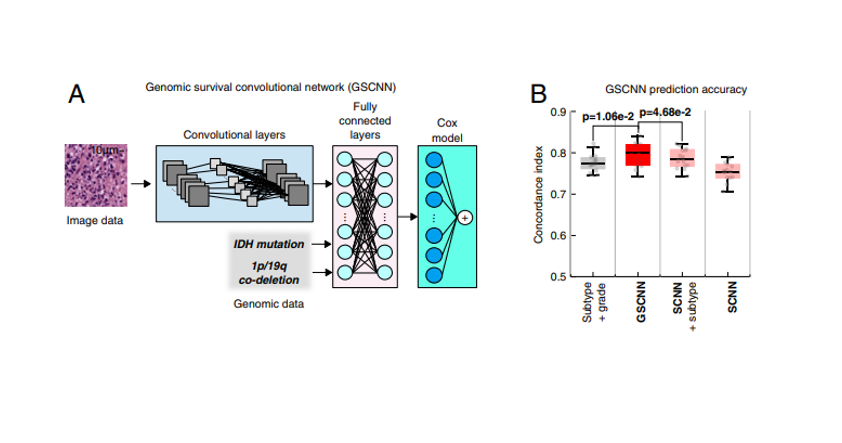 A
Genomic survival convolutional network (GSCNN)
Fully
connected
layers
Cox
model
Convolutional layers
10μm
Image data
IDH mutation
1p/19q
co-deletion
Genomic data
+
B
GSCNN prediction accuracy
p=1.06e-2
p=4.68e-2
Concordance index
0.9
0.8
0.7
0.6
0.5
Subtype
+ grade
GSCNN
SCNN
+ subtype
SCNN